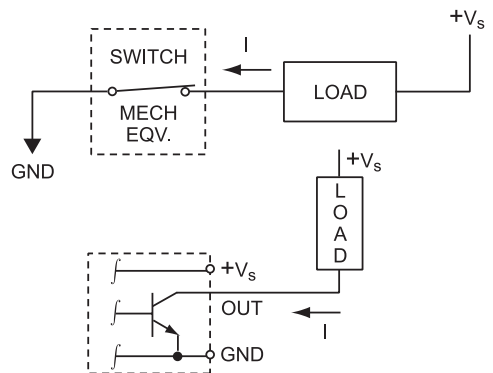 +Vs
SWITCH
I
MECH
EQV.
LOAD
GND
+Vs
L
O
A
D
+Vs
OUT
I
GND